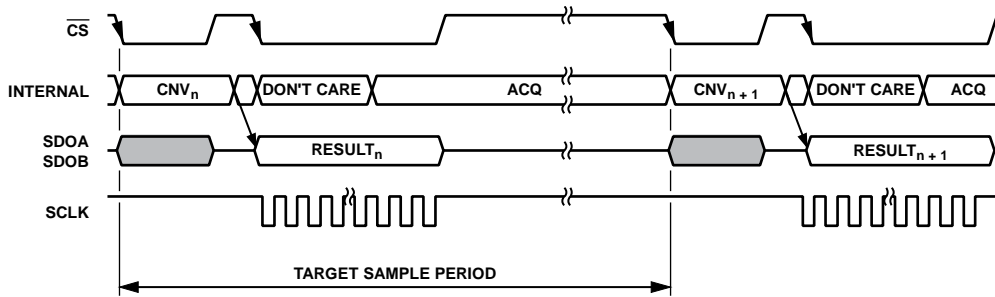 CS
INTERNAL CNVn DON'T CARE ACQ CNVn + 1 DON'T CARE ACQ
SDOA
SDOB RESULTn RESULTn + 1
SCLK
TARGET SAMPLE PERIOD